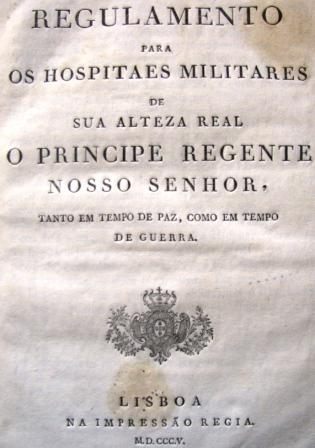 REGULAMENTO
PARA
OS HOSPITAES MILITARES
DE
SUA ALTEZA REAL
O PRINCIPE REGENTE
NOSSO SENHOR,
TANTO EM TEMPO DE PAZ, COMO EM TEMPO
DE GUERRA.
LISBOA
NA IMPRESSÃO REGIA.
M.D.CCC.V.